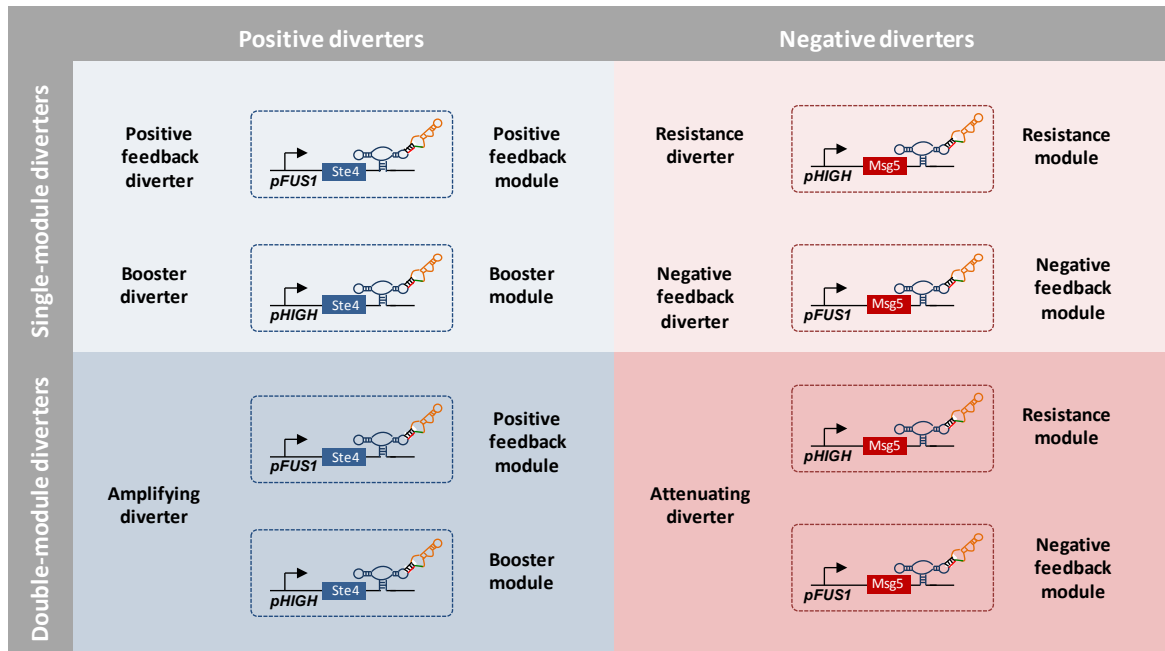 Positive diverters
Negative diverters
Single-module diverters
Positive
feedback
diverter
pFUS1
Ste4
Positive
feedback
module
Resistance
diverter
pHIGH
Msg5
Resistance
module
Booster
diverter
pHIGH
Ste4
Booster
module
Negative
feedback
diverter
pFUS1
Msg5
Negative
feedback
module
Double-module diverters
Amplifying
diverter
pFUS1
Ste4
Positive
feedback
module
pHIGH
Ste4
Booster
module
Attenuating
diverter
pHIGH
Msg5
Resistance
module
pFUS1
Msg5
Negative
feedback
module